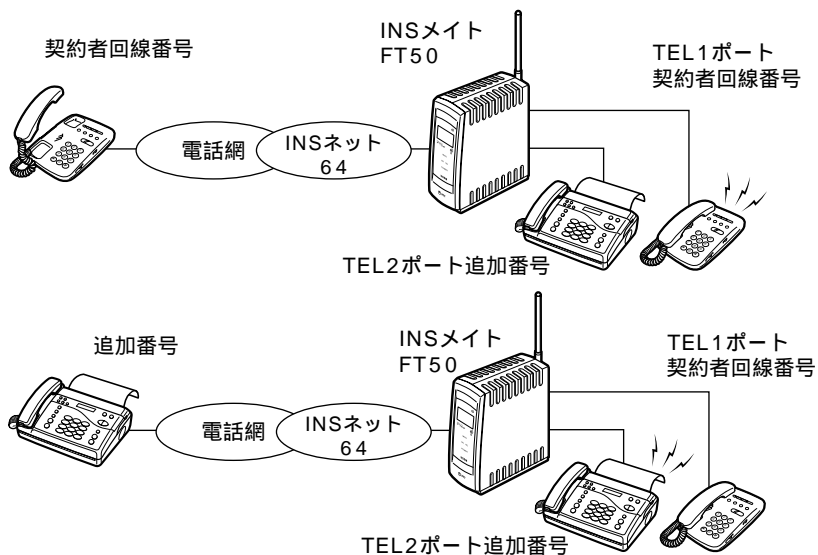 契約者回線番号
INSメイト
FT50
TEL1ポート
契約者回線番号
電話網
INSネット
64
TEL2ポート追加番号
追加番号
INSメイト
FT50
TEL1ポート
契約者回線番号
電話網
INSネット
64
TEL2ポート追加番号